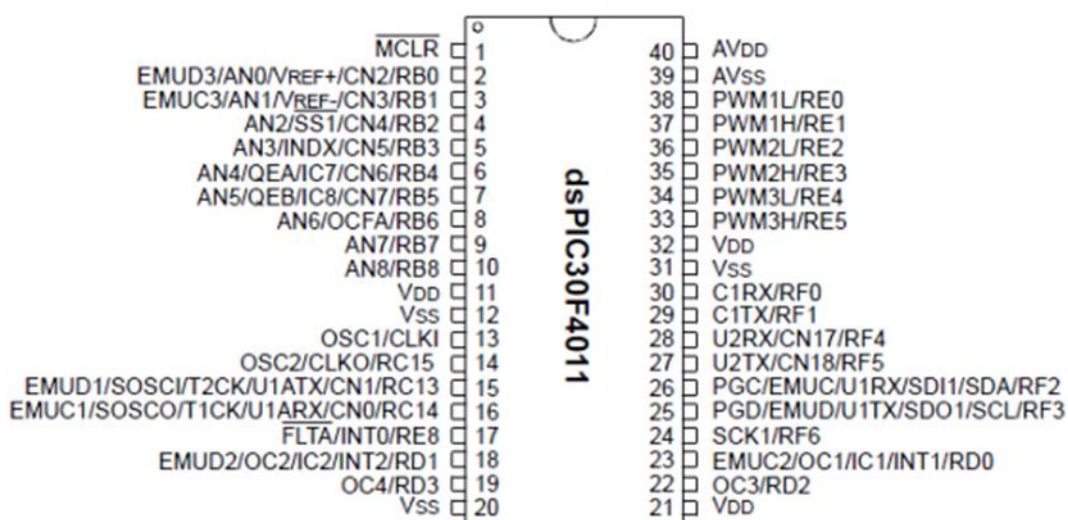 MCLR 1
EMUD3/AN0/VREF+/CN2/RB0 2
EMUC3/AN1/VREF-/CN3/RB1 3
AN2/SS1/CN4/RB2 4
AN3/INDX/CN5/RB3 5
AN4/QEA/IC7/CN6/RB4 6
AN5/QEB/IC8/CN7/RB5 7
AN6/OCFA/RB6 8
AN7/RB7 9
AN8/RB8 10
VDD 11
VSS 12
OSC1/CLKI 13
OSC2/CLKO/RC15 14
EMUD1/SOSCI/T2CK/U1ATX/CN1/RC13 15
EMUC1/SOSCO/T1CK/U1ARX/CN0/RC14 16
FLTA/INT0/RE8 17
EMUD2/OC2/IC2/INT2/RD1 18
OC4/RD3 19
VSS 20
dsPIC30F4011
40 AVDD
39 AVSS
38 PWM1L/RE0
37 PWM1H/RE1
36 PWM2L/RE2
35 PWM2H/RE3
34 PWM3L/RE4
33 PWM3H/RE5
32 VDD
31 VSS
30 C1RX/RF0
29 C1TX/RF1
28 U2RX/CN17/RF4
27 U2TX/CN18/RF5
26 PGC/EMUC/U1RX/SDI1/SDA/RF2
25 PGD/EMUD/U1TX/SDO1/SCL/RF3
24 SCK1/RF6
23 EMUC2/OC1/IC1/INT1/RD0
22 OC3/RD2
21 VDD